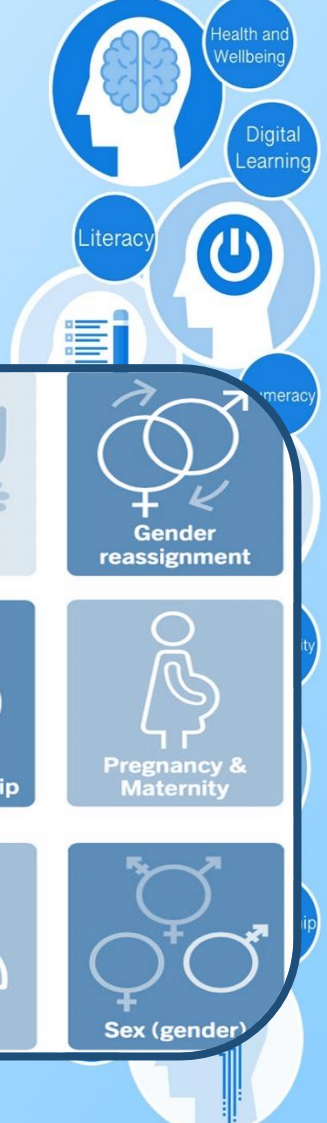 Health and
Wellbeing
Digital
Learning
Literacy
Gender
reassignment
Pregnancy &
Maternity
Sex (gender)